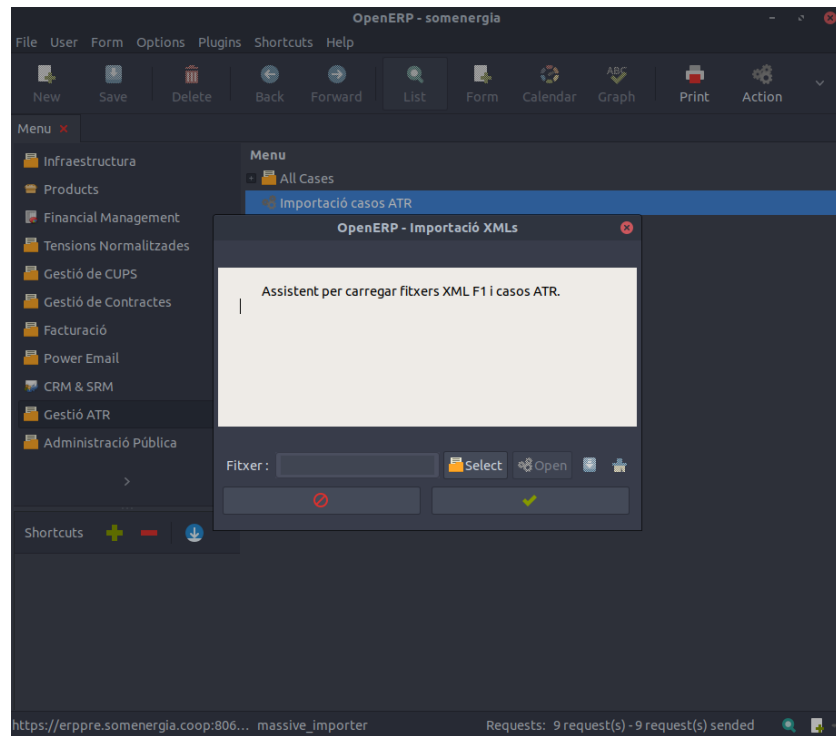 OpenERP - somenergia
File User Form Options Plugins Shortcuts Help
New Save Delete Back Forward List Form Calendar Graph Print Action
Menu
Infraestructura
Products
Financial Management
Tensions Normalitzades
Gestió de CUPS
Gestió de Contractes
Facturació
Power Email
CRM & SRM
Gestió ATR
Administració Pública
Shortcuts
Menu
All Cases
Importació casos ATR
OpenERP - Importació XMLs
Assistent per carregar fitxers XML F1 i casos ATR.
Fitxer : Select Open
https://erppre.somenergia.coop:806... massive_importer Requests: 9 request(s) - 9 request(s) sended